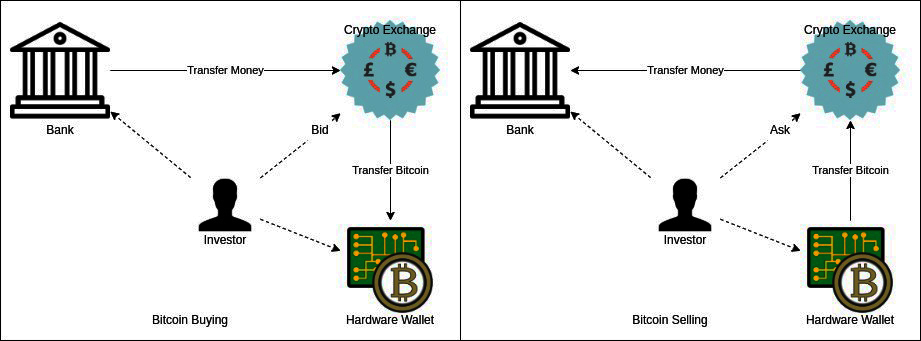 Crypto Exchange
£
€
$
Transfer Money
Bank
Bid
Transfer Bitcoin
Investor
Bitcoin Buying
Hardware Wallet
Crypto Exchange
£
€
$
Transfer Money
Bank
Ask
Transfer Bitcoin
Investor
Bitcoin Selling
Hardware Wallet